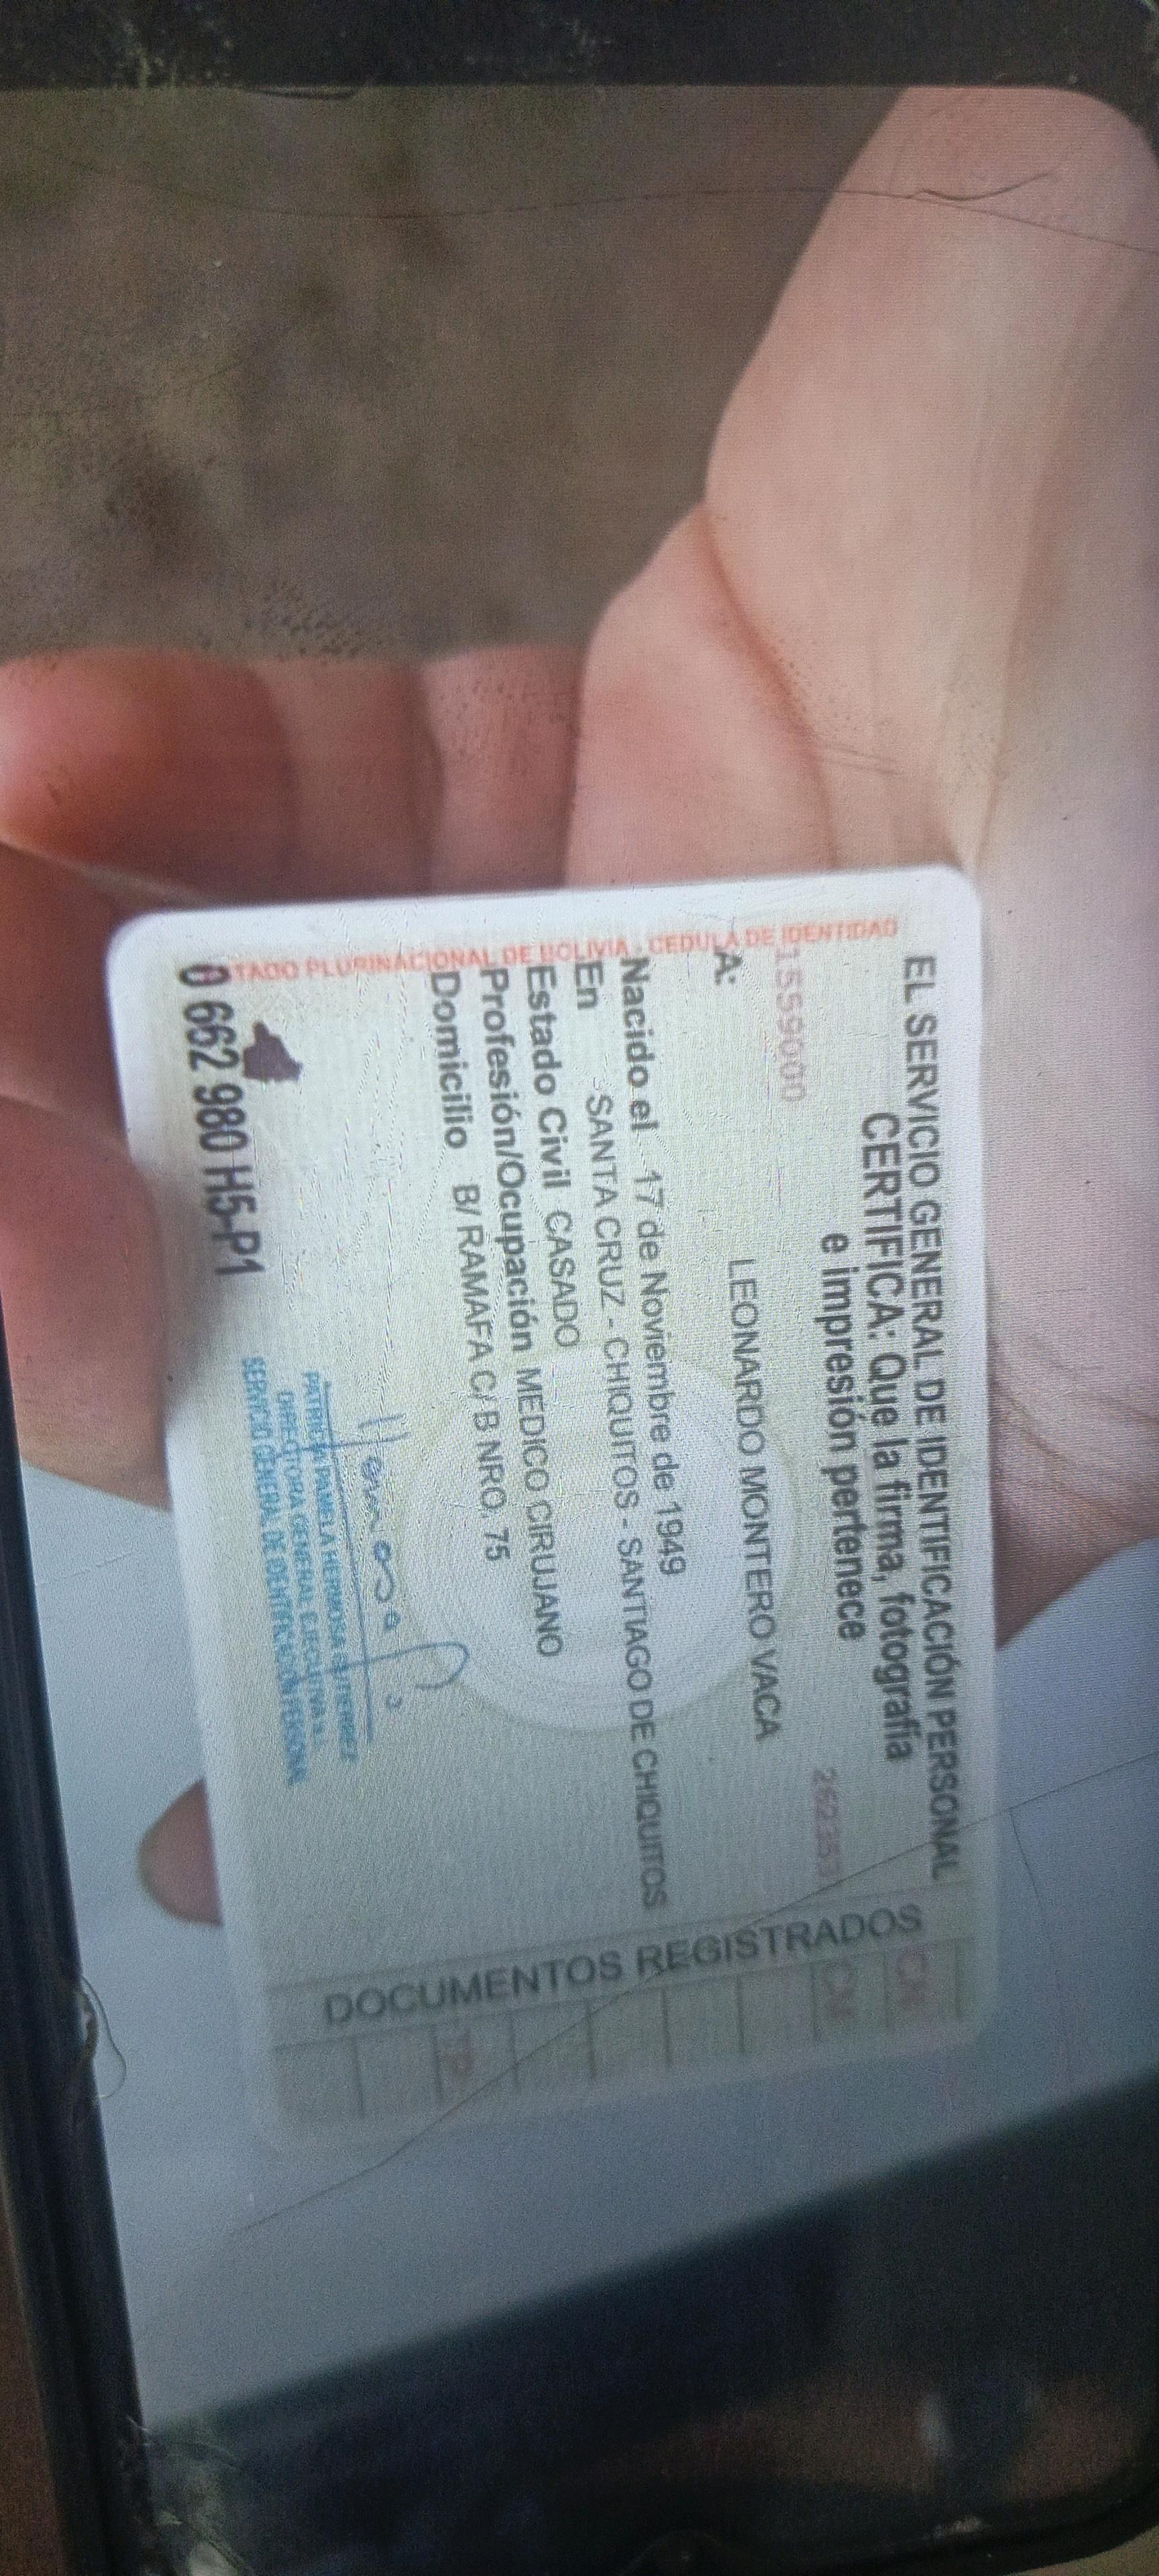 EL SERVICIO GENERAL DE IDENTIFICACIÓN PERSONAL
CERTIFICA: Que la firma, fotografía
e impresión pertenece
1559000
A: LEONARDO MONTERO VACA
Nacido el 17 de Noviembre de 1949
En SANTA CRUZ - CHIQUITOS - SANTIAGO DE CHIQUITOS
Estado Civil CASADO
Profesión/Ocupación MEDICO CIRUJANO
Domicilio B/ RAMAFA C/ B NRO. 75
PATRICIA PAMELA HERMOSA GUTIERREZ
DIRECTORA GENERAL EJECUTIVA a.i.
SERVICIO GENERAL DE IDENTIFICACIÓN PERSONAL
0 662 980 H5-P1
ESTADO PLURINACIONAL DE BOLIVIA - CEDULA DE IDENTIDAD
DOCUMENTOS REGISTRADOS